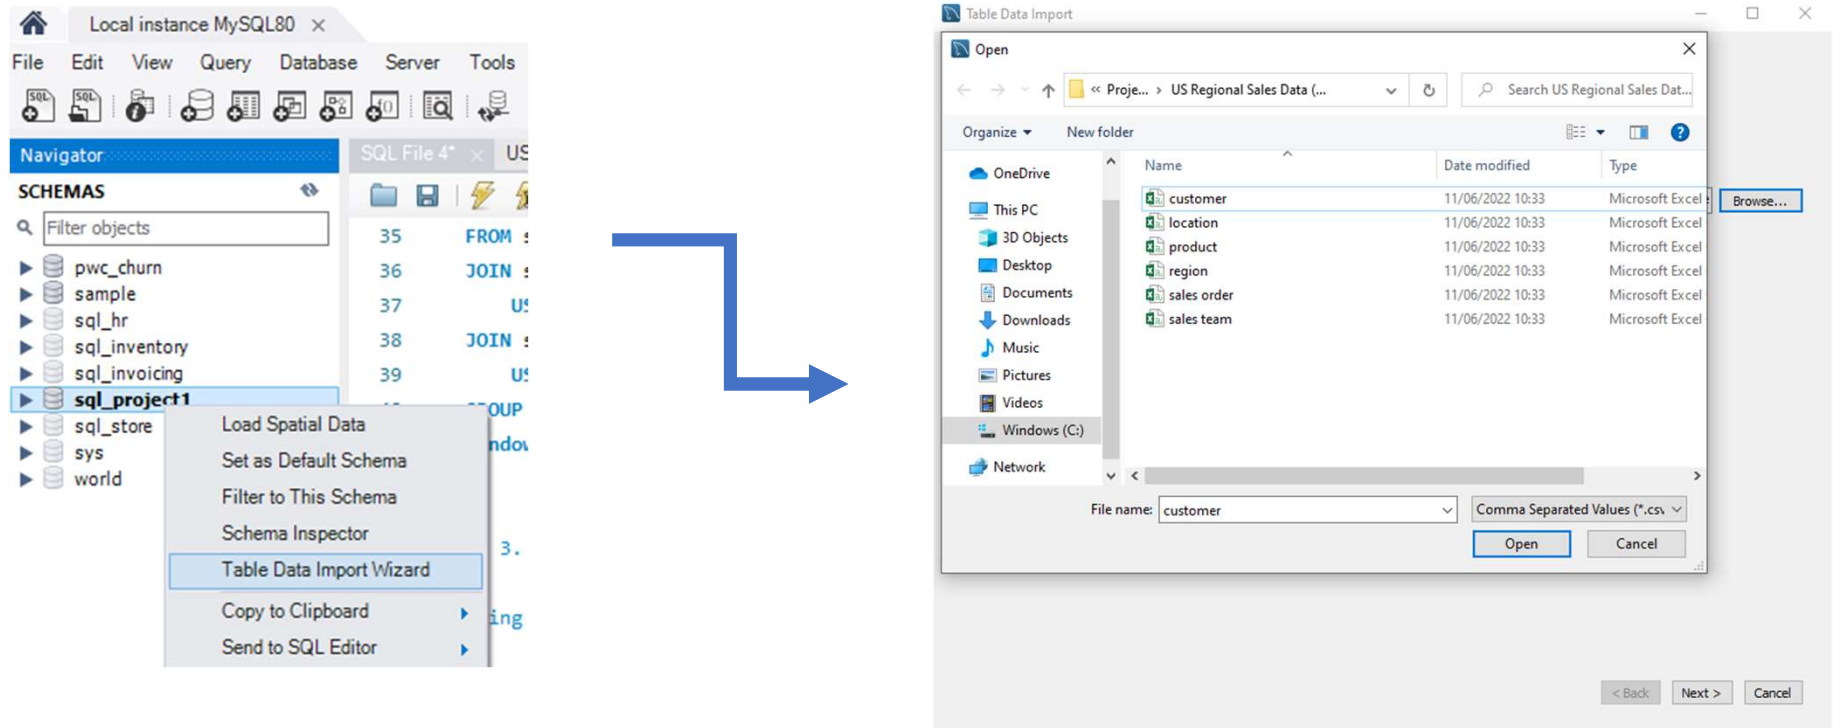 Local instance MySQL80
File Edit View Query Database Server Tools
Navigator
SCHEMAS
Filter objects
pwc_churn
sample
sql_hr
sql_inventory
sql_invoicing
sql_project1
sql_store
sys
world
SQL File 4*
US
35 FROM s
36 JOIN s
37 US
38 JOIN s
39 US
OUP
ndow
3.
ing
Load Spatial Data
Set as Default Schema
Filter to This Schema
Schema Inspector
Table Data Import Wizard
Copy to Clipboard
Send to SQL Editor
Table Data Import
Open
« Proje... › US Regional Sales Data (...
Search US Regional Sales Dat...
Organize New folder
OneDrive
This PC
3D Objects
Desktop
Documents
Downloads
Music
Pictures
Videos
Windows (C:)
Network
Name Date modified Type
customer 11/06/2022 10:33 Microsoft Excel
location 11/06/2022 10:33 Microsoft Excel
product 11/06/2022 10:33 Microsoft Excel
region 11/06/2022 10:33 Microsoft Excel
sales order 11/06/2022 10:33 Microsoft Excel
sales team 11/06/2022 10:33 Microsoft Excel
File name: customer
Comma Separated Values (*.csv
Open Cancel
Browse...
< Back Next > Cancel